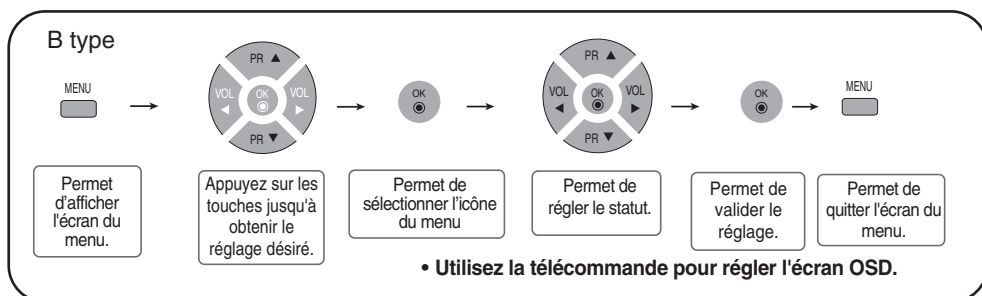 B type
MENU
PR ▲
VOL ◄
OK
VOL ►
PR ▼
OK
PR ▲
VOL ◄
OK
VOL ►
PR ▼
OK
MENU
Permet
d'afficher
l'écran du
menu.
Appuyez sur les
touches jusqu'à
obtenir le
réglage désiré.
Permet de
sélectionner l'icône
du menu
Permet de
régler le statut.
Permet de
valider le
réglage.
Permet de
quitter l'écran du
menu.
• Utilisez la télécommande pour régler l'écran OSD.